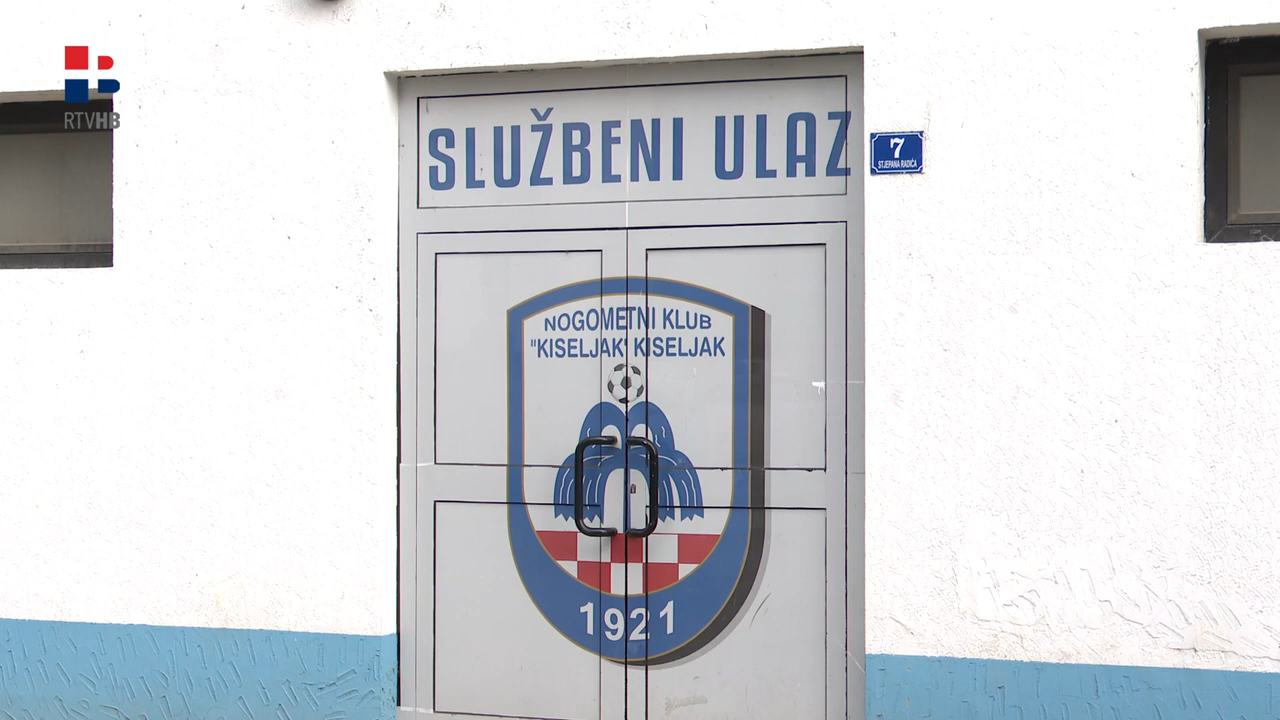 RTVHB
SLUŽBENI ULAZ
7
STJEPANA RADIĆA
NOGOMETNI KLUB
"KISELJAK" KISELJAK
1921